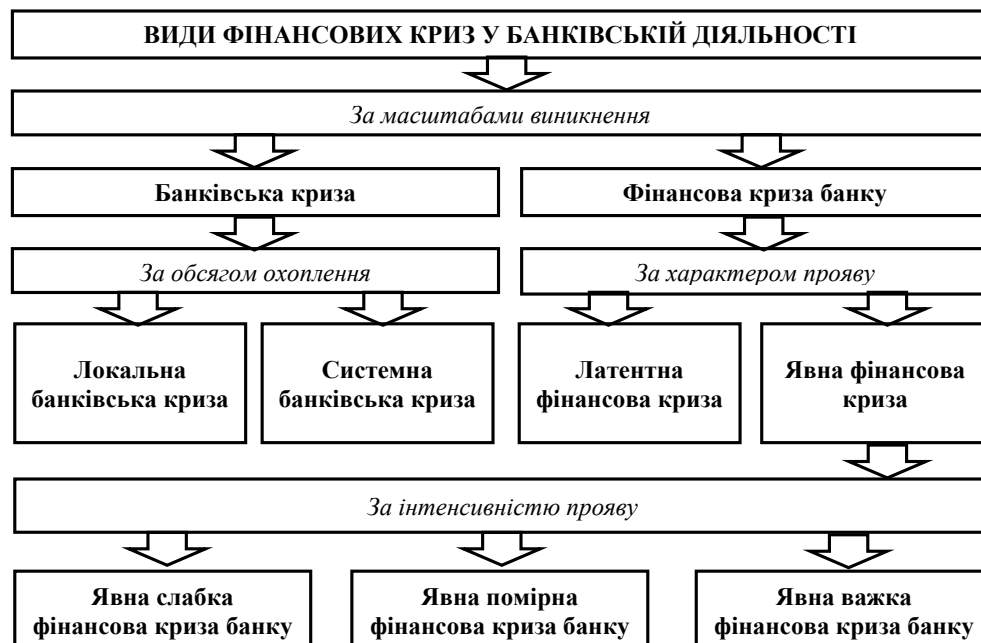 ВИДИ ФІНАНСОВИХ КРИЗ У БАНКІВСЬКІЙ ДІЯЛЬНОСТІ
За масштабами виникнення
Банківська криза
Фінансова криза банку
За обсягом охоплення
За характером прояву
Локальна
банківська криза
Системна
банківська криза
Латентна
фінансова криза
Явна фінансова
криза
За інтенсивністю прояву
Явна слабка
фінансова криза банку
Явна помірна
фінансова криза банку
Явна важка
фінансова криза банку